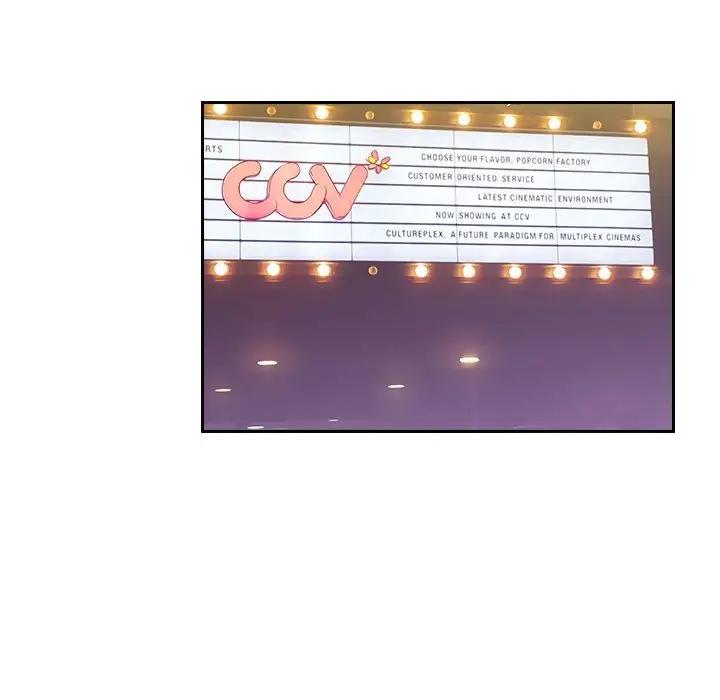 RTS
CCV
CHOOSE YOUR FLAVOR. POPCORN FACTORY
CUSTOMER ORIENTED SERVICE
LATEST CINEMATIC ENVIRONMENT
NOW SHOWING AT CCV
CULTUREPLEX. A FUTURE PARADIGM FOR MULTIPLEX CINEMAS